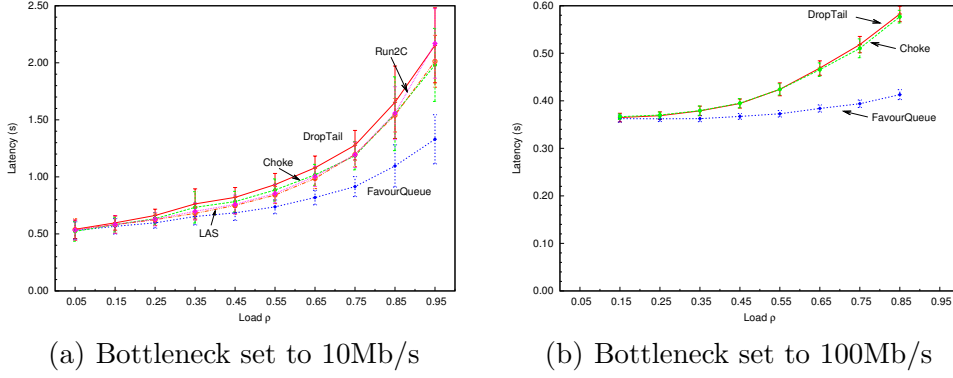 2.50
2.00
1.50
1.00
0.50
0.00
Latency (s)
Run2C
DropTail
Choke
FavourQueue
LAS
0.05 0.15 0.25 0.35 0.45 0.55 0.65 0.75 0.85 0.95
Load ρ
(a) Bottleneck set to 10Mb/s
0.60
0.50
0.40
0.30
0.20
0.10
0.00
Latency (s)
DropTail
Choke
FavourQueue
0.05 0.15 0.25 0.35 0.45 0.55 0.65 0.75 0.85 0.95
Load ρ
(b) Bottleneck set to 100Mb/s